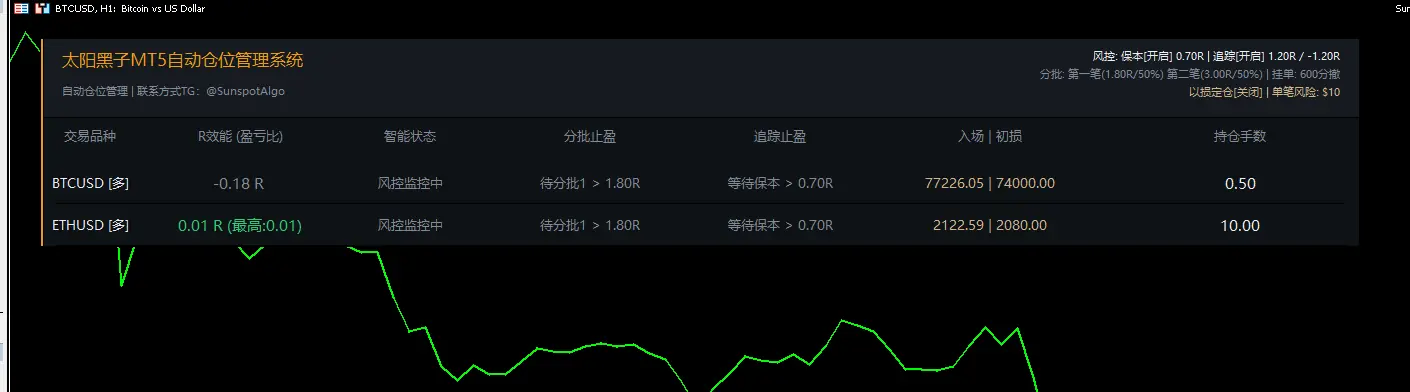 BTCUSD, H1: Bitcoin vs US Dollar
Sun
太阳黑子MT5自动仓位管理系统
风控: 保本[开启] 0.70R | 追踪[开启] 1.20R / -1.20R
自动仓位管理 | 联系方式TG：@SunspotAlgo
分批: 第一笔(1.80R/50%) 第二笔(3.00R/50%) | 挂单: 600分撤
以损定仓[关闭] | 单笔风险: $10
交易品种 R效能 (盈亏比) 智能状态 分批止盈 追踪止盈 入场 | 初损 持仓手数
BTCUSD [多] -0.18 R 风控监控中 待分批1 > 1.80R 等待保本 > 0.70R 77226.05 | 74000.00 0.50
ETHUSD [多] 0.01 R (最高:0.01) 风控监控中 待分批1 > 1.80R 等待保本 > 0.70R 2122.59 | 2080.00 10.00